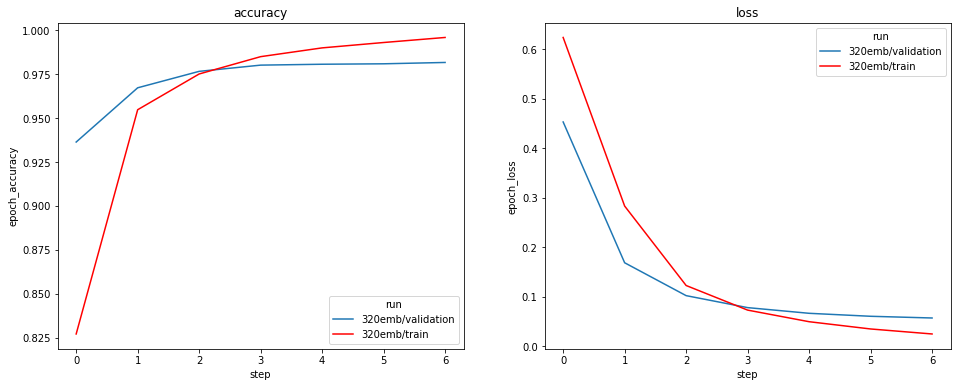 accuracy
epoch_accuracy
1.000
0.975
0.950
0.925
0.900
0.875
0.850
0.825
run
320emb/validation
320emb/train
0 1 2 3 4 5 6
step
loss
epoch_loss
0.6
0.5
0.4
0.3
0.2
0.1
0.0
run
320emb/validation
320emb/train
0 1 2 3 4 5 6
step